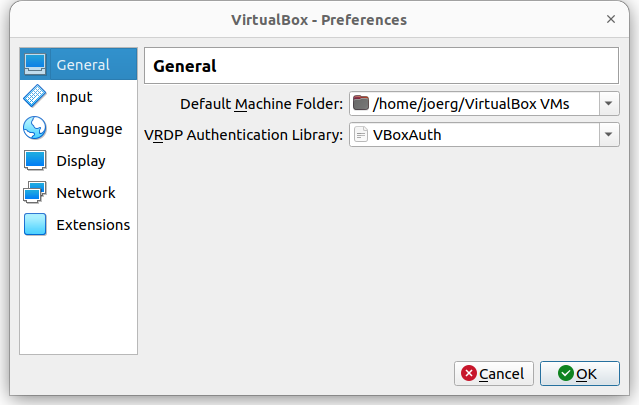 VirtualBox - Preferences
General
Input
Language
Display
Network
Extensions
General
Default Machine Folder: /home/joerg/VirtualBox VMs
VRDP Authentication Library: VBoxAuth
Cancel OK